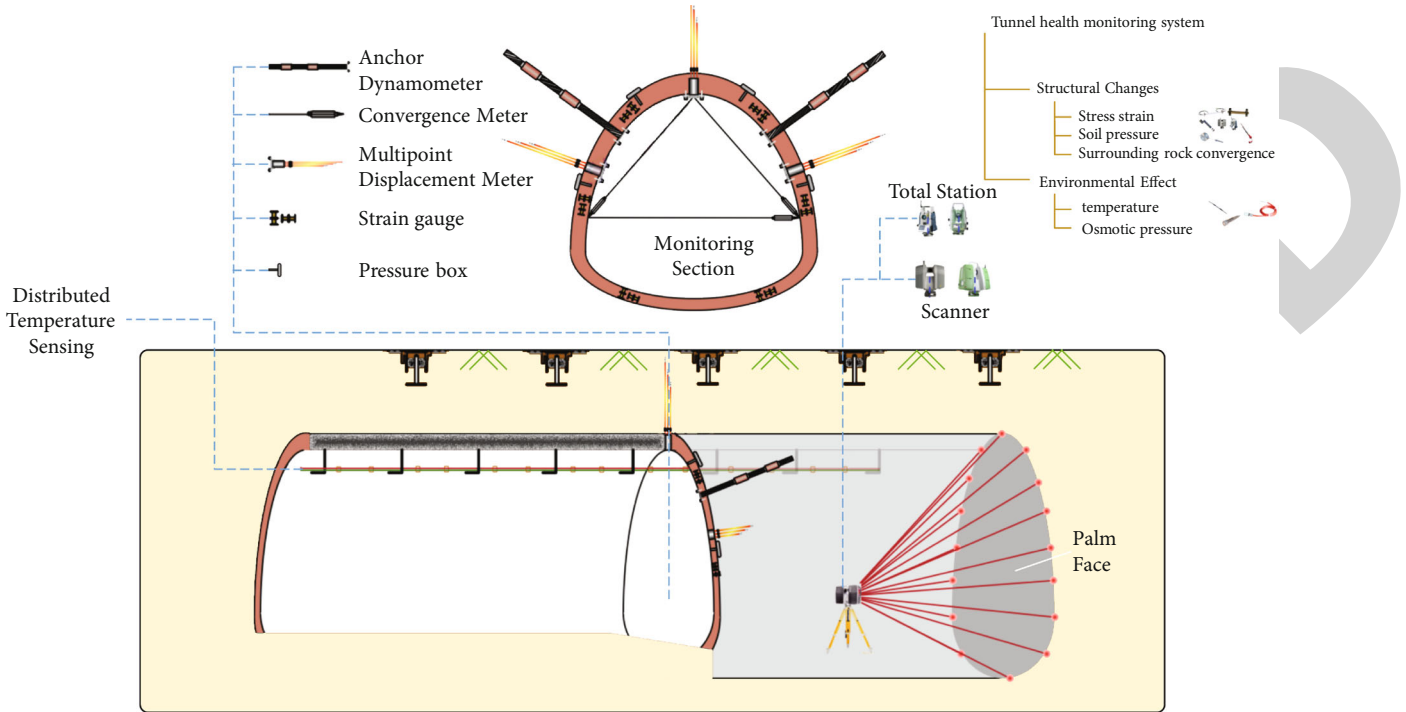 Anchor
Dynamometer
Convergence Meter
Multipoint
Displacement Meter
Strain gauge
Pressure box
Distributed
Temperature
Sensing
Monitoring
Section
Total Station
Scanner
Tunnel health monitoring system
Structural Changes
Stress strain
Soil pressure
Surrounding rock convergence
Environmental Effect
temperature
Osmotic pressure
Palm
Face